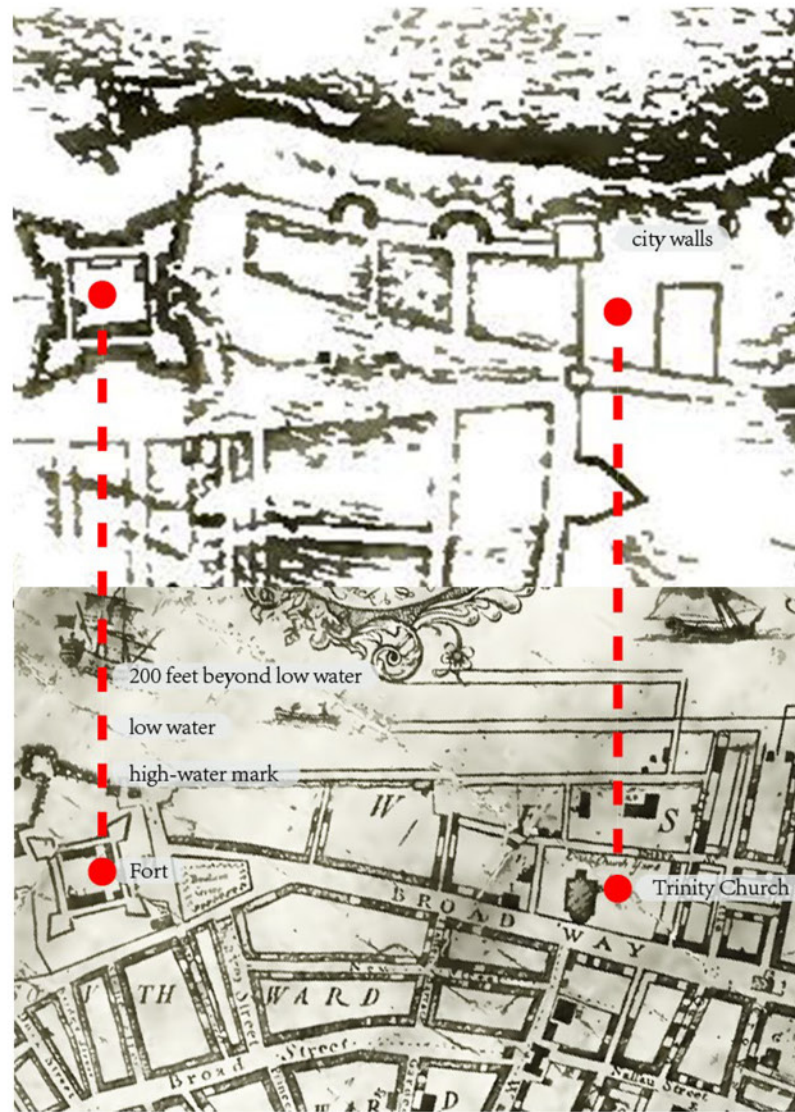 city walls
200 feet beyond low water
low water
high-water mark
Fort
Trinity Church
W
S
BROAD WAY
TH
WARD
Street
Broad Street
Nassau Street
W R D